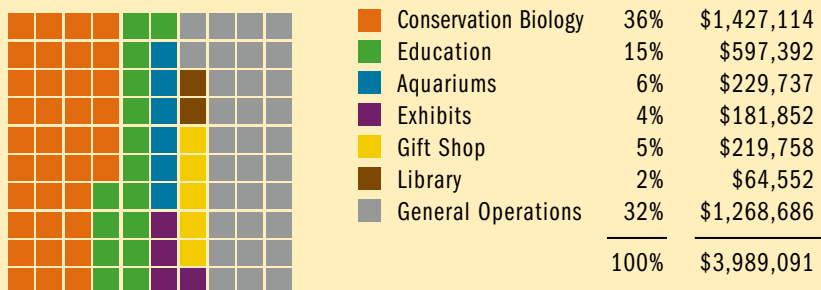 Conservation Biology 36% $1,427,114
Education 15% $597,392
Aquariums 6% $229,737
Exhibits 4% $181,852
Gift Shop 5% $219,758
Library 2% $64,552
General Operations 32% $1,268,686
100% $3,989,091